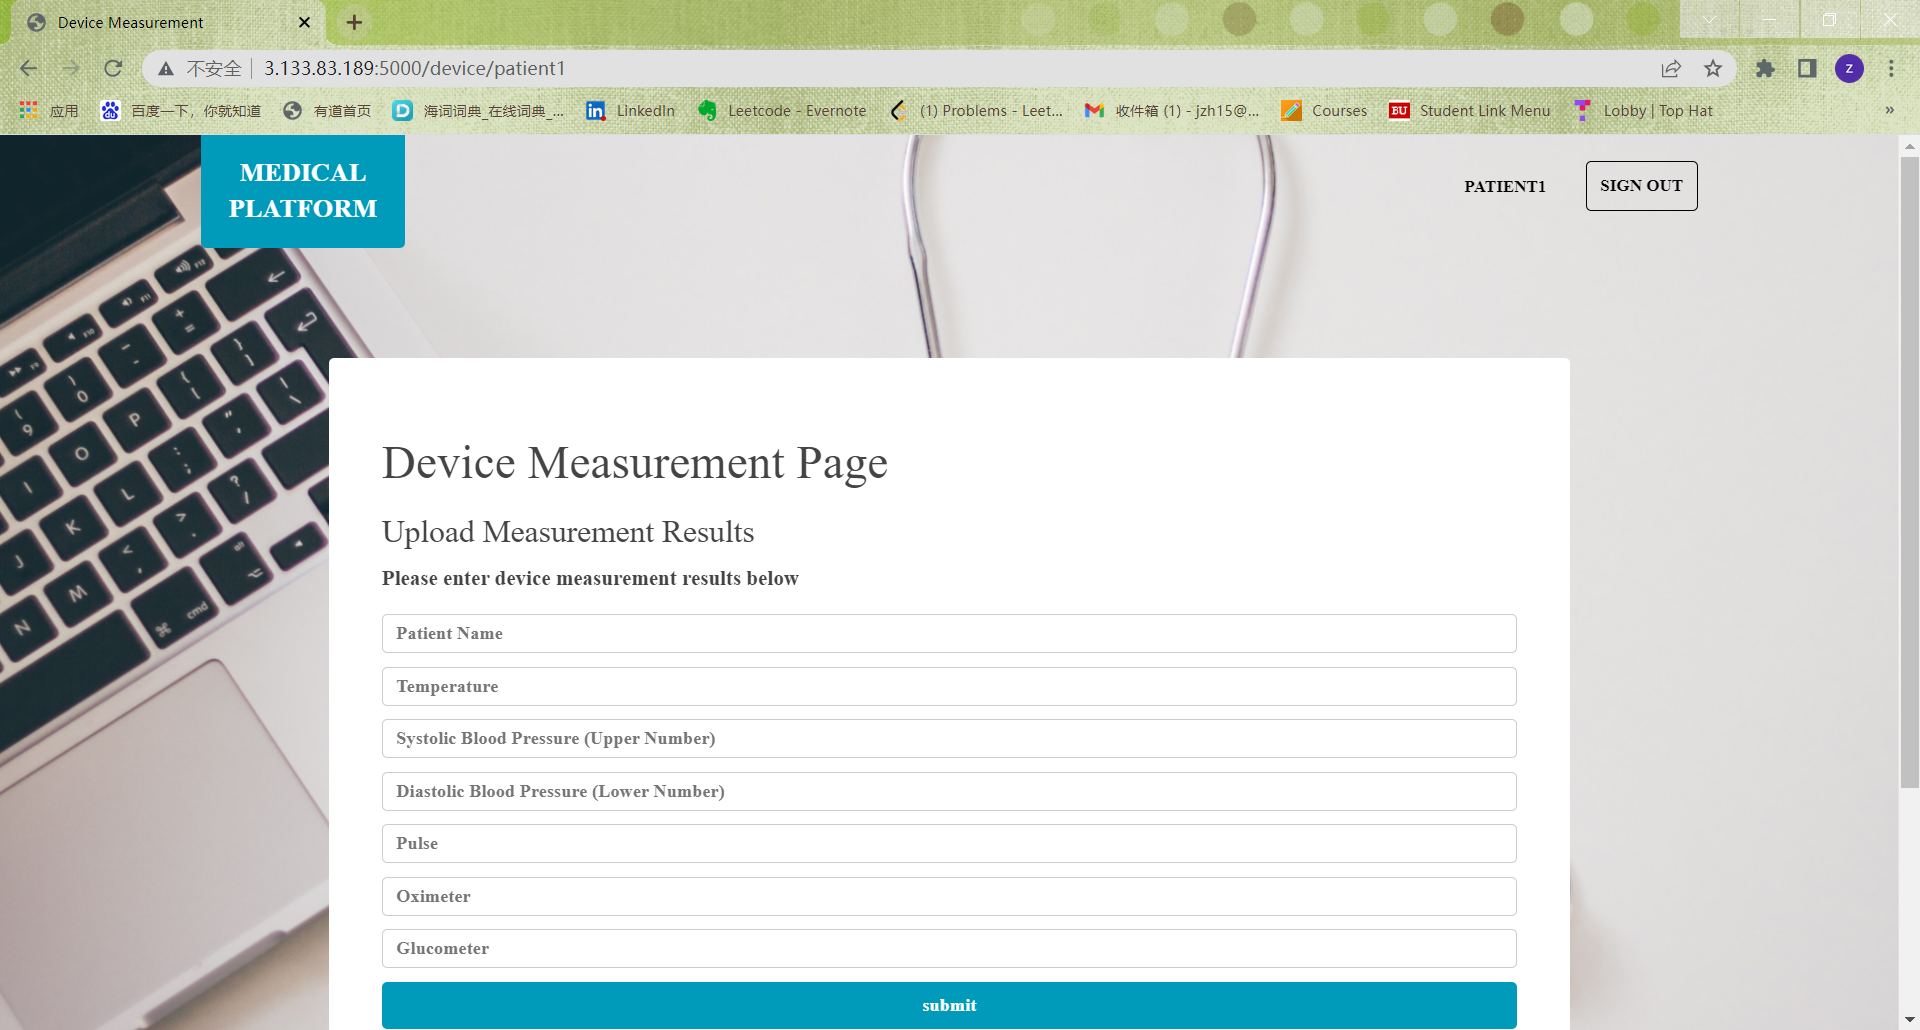 Device Measurement
不安全 3.133.83.189:5000/device/patient1
z
应用 百度一下，你就知道 有道首页 海词词典_在线词典_... LinkedIn Leetcode - Evernote (1) Problems - Leet... 收件箱 (1) - jzh15@... Courses BU Student Link Menu Lobby | Top Hat »
MEDICAL
PLATFORM
PATIENT1
SIGN OUT
Device Measurement Page
Upload Measurement Results
Please enter device measurement results below
Patient Name
Temperature
Systolic Blood Pressure (Upper Number)
Diastolic Blood Pressure (Lower Number)
Pulse
Oximeter
Glucometer
submit